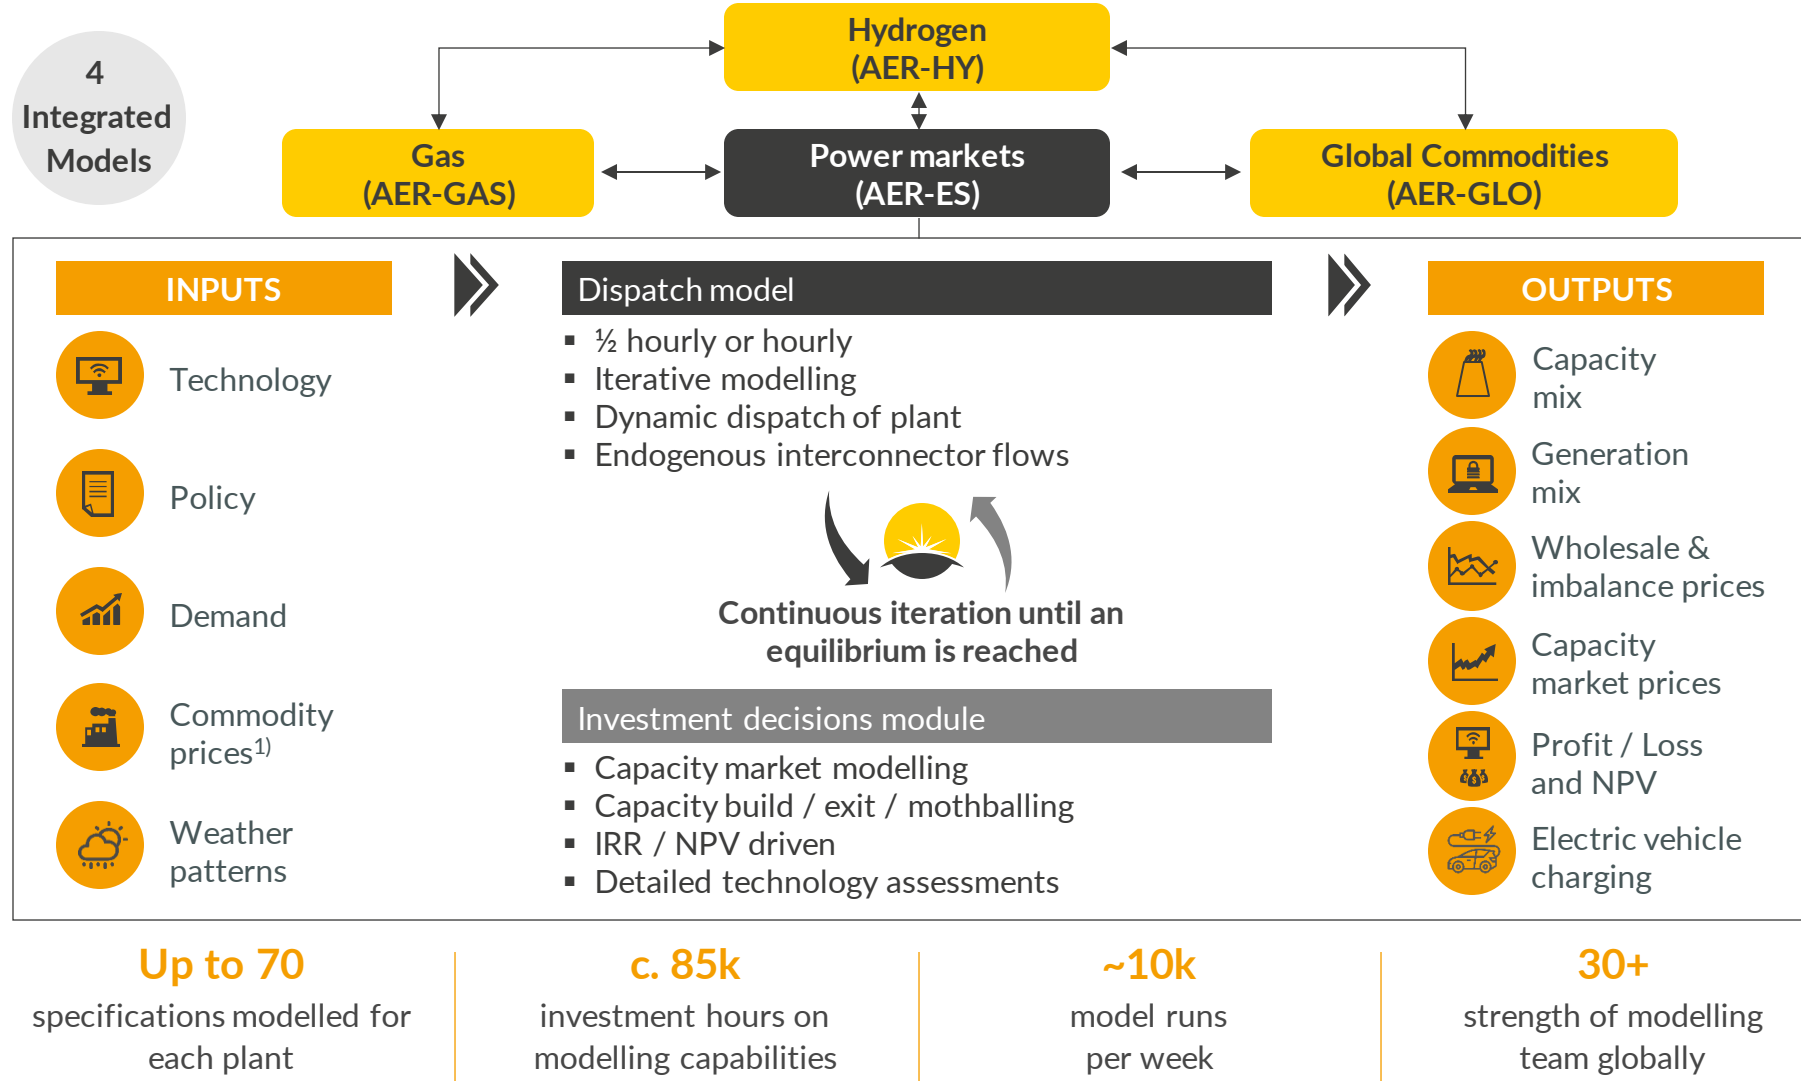 4
Integrated
Models
Hydrogen
(AER-HY)
Gas
(AER-GAS)
Power markets
(AER-ES)
Global Commodities
(AER-GLO)
INPUTS
Technology
Policy
Demand
Commodity
prices¹⁾
Weather
patterns
Dispatch model
▪ ½ hourly or hourly
▪ Iterative modelling
▪ Dynamic dispatch of plant
▪ Endogenous interconnector flows
Continuous iteration until an
equilibrium is reached
Investment decisions module
▪ Capacity market modelling
▪ Capacity build / exit / mothballing
▪ IRR / NPV driven
▪ Detailed technology assessments
OUTPUTS
Capacity
mix
Generation
mix
Wholesale &
imbalance prices
Capacity
market prices
Profit / Loss
and NPV
Electric vehicle
charging
Up to 70
specifications modelled for
each plant
c. 85k
investment hours on
modelling capabilities
~10k
model runs
per week
30+
strength of modelling
team globally